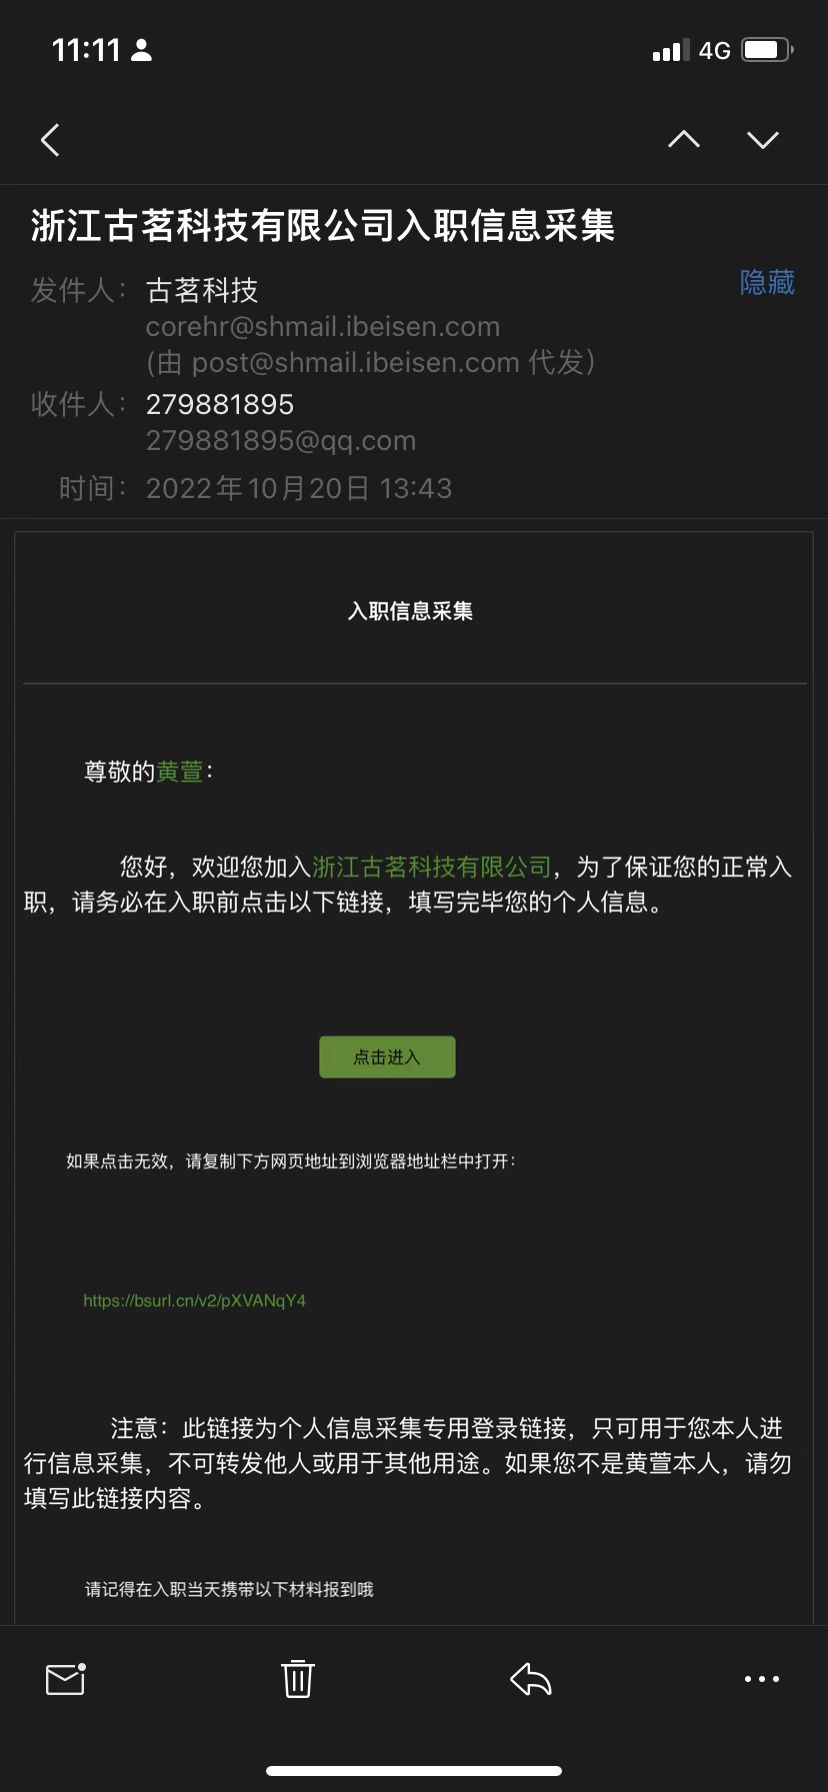 11:11
4G
浙江古茗科技有限公司入职信息采集
发件人： 古茗科技 隐藏
corehr@shmail.ibeisen.com
(由 post@shmail.ibeisen.com 代发)
收件人： 279881895
279881895@qq.com
时间： 2022年10月20日 13:43
入职信息采集
尊敬的黄萱：
您好，欢迎您加入浙江古茗科技有限公司，为了保证您的正常入
职，请务必在入职前点击以下链接，填写完毕您的个人信息。
点击进入
如果点击无效，请复制下方网页地址到浏览器地址栏中打开：
https://bsurl.cn/v2/pXVANqY4
注意：此链接为个人信息采集专用登录链接，只可用于您本人进
行信息采集，不可转发他人或用于其他用途。如果您不是黄萱本人，请勿
填写此链接内容。
请记得在入职当天携带以下材料报到哦